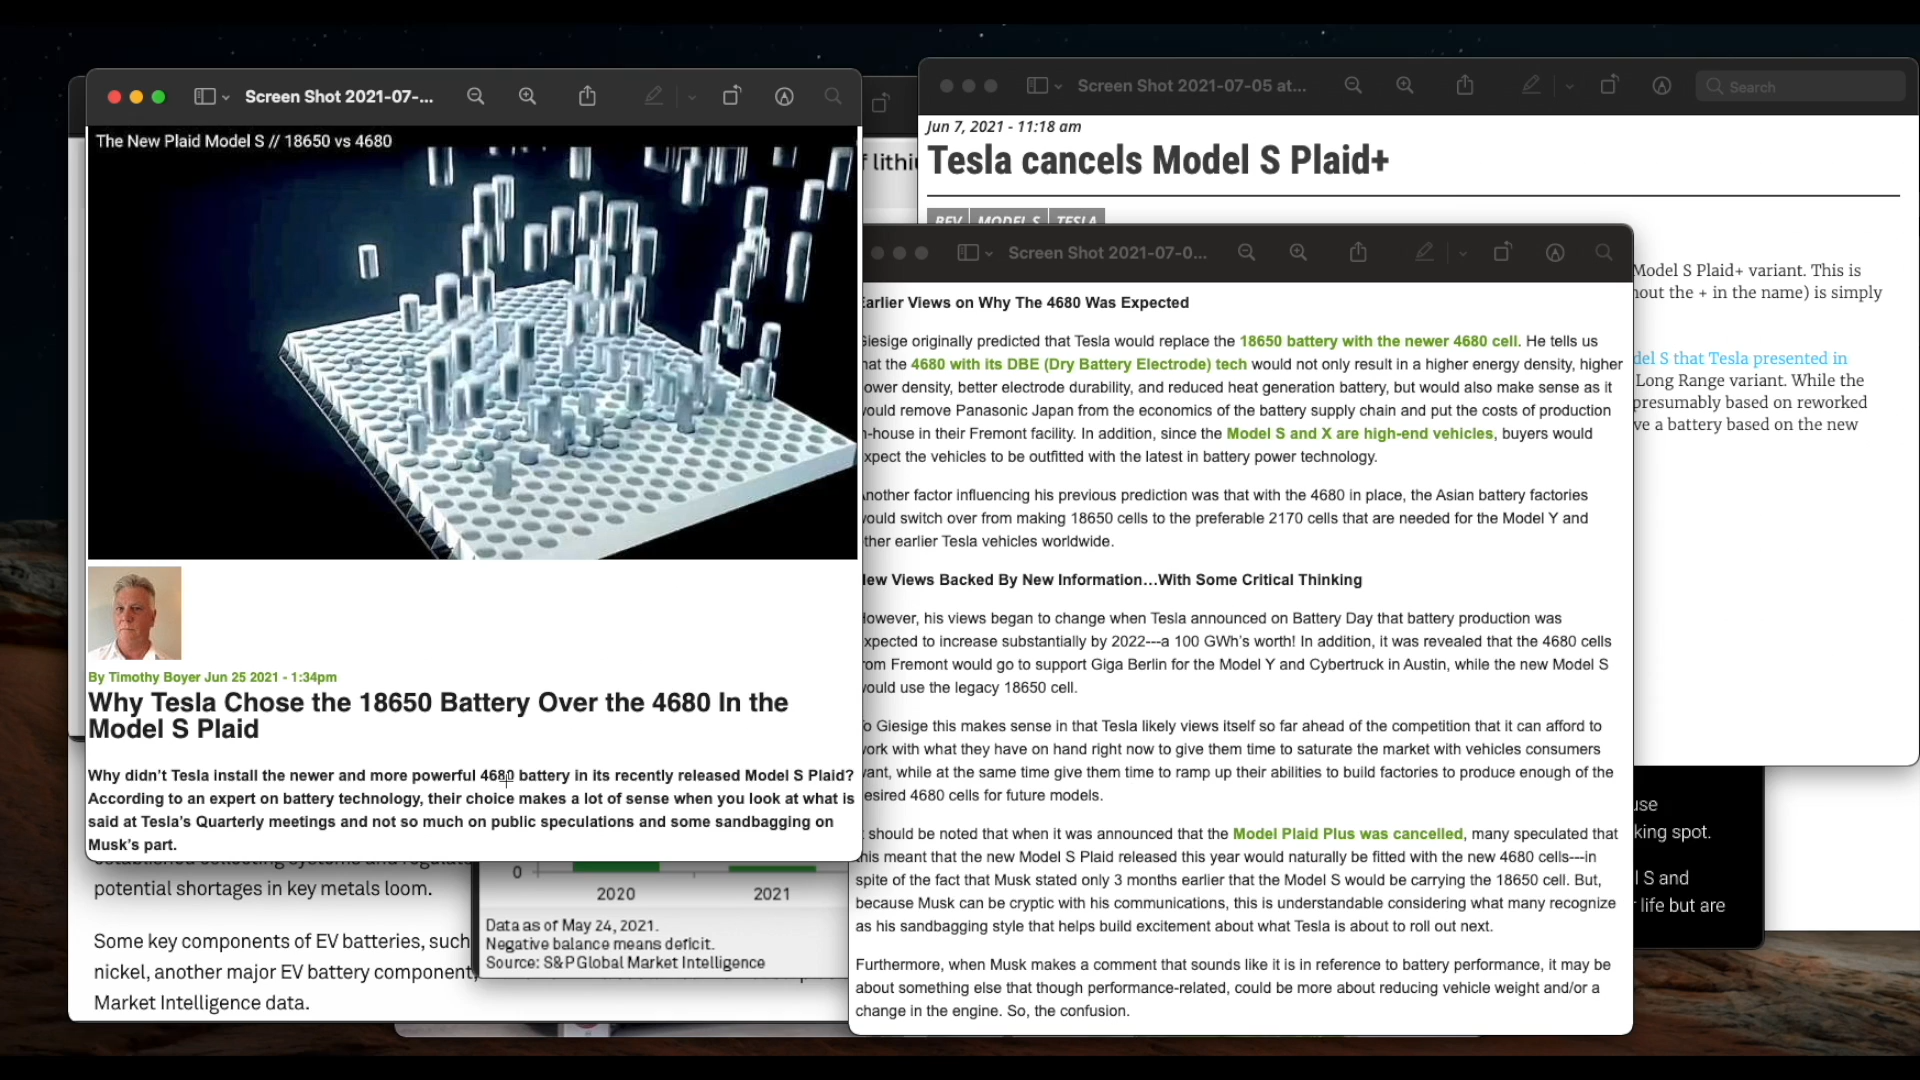 Screen Shot 2021-07-...
The New Plaid Model S // 18650 vs 4680
By Timothy Boyer Jun 25 2021 - 1:34pm
Why Tesla Chose the 18650 Battery Over the 4680 In the
Model S Plaid
Why didn't Tesla install the newer and more powerful 4680 battery in its recently released Model S Plaid?
According to an expert on battery technology, their choice makes a lot of sense when you look at what is
said at Tesla's Quarterly meetings and not so much on public speculations and some sandbagging on
Musk's part.
potential shortages in key metals loom.
Some key components of EV batteries, such
nickel, another major EV battery component,
Market Intelligence data.
0
2020 2021
Data as of May 24, 2021.
Negative balance means deficit.
Source: S&P Global Market Intelligence
Screen Shot 2021-07-05 at...
Search
Jun 7, 2021 - 11:18 am
Tesla cancels Model S Plaid+
BEV MODEL S TESLA
Model S Plaid+ variant. This is
hout the + in the name) is simply
del S that Tesla presented in
Long Range variant. While the
presumably based on reworked
ve a battery based on the new
Screen Shot 2021-07-0...
Earlier Views on Why The 4680 Was Expected
Giesige originally predicted that Tesla would replace the 18650 battery with the newer 4680 cell. He tells us
hat the 4680 with its DBE (Dry Battery Electrode) tech would not only result in a higher energy density, higher
ower density, better electrode durability, and reduced heat generation battery, but would also make sense as it
would remove Panasonic Japan from the economics of the battery supply chain and put the costs of production
n-house in their Fremont facility. In addition, since the Model S and X are high-end vehicles, buyers would
xpect the vehicles to be outfitted with the latest in battery power technology.
Another factor influencing his previous prediction was that with the 4680 in place, the Asian battery factories
would switch over from making 18650 cells to the preferable 2170 cells that are needed for the Model Y and
ther earlier Tesla vehicles worldwide.
New Views Backed By New Information...With Some Critical Thinking
However, his views began to change when Tesla announced on Battery Day that battery production was
xpected to increase substantially by 2022---a 100 GWh's worth! In addition, it was revealed that the 4680 cells
rom Fremont would go to support Giga Berlin for the Model Y and Cybertruck in Austin, while the new Model S
would use the legacy 18650 cell.
To Giesige this makes sense in that Tesla likely views itself so far ahead of the competition that it can afford to
work with what they have on hand right now to give them time to saturate the market with vehicles consumers
want, while at the same time give them time to ramp up their abilities to build factories to produce enough of the
esired 4680 cells for future models.
t should be noted that when it was announced that the Model Plaid Plus was cancelled, many speculated that
this meant that the new Model S Plaid released this year would naturally be fitted with the new 4680 cells---in
spite of the fact that Musk stated only 3 months earlier that the Model S would be carrying the 18650 cell. But,
because Musk can be cryptic with his communications, this is understandable considering what many recognize
as his sandbagging style that helps build excitement about what Tesla is about to roll out next.
Furthermore, when Musk makes a comment that sounds like it is in reference to battery performance, it may be
about something else that though performance-related, could be more about reducing vehicle weight and/or a
change in the engine. So, the confusion.
use
king spot.
l S and
life but are